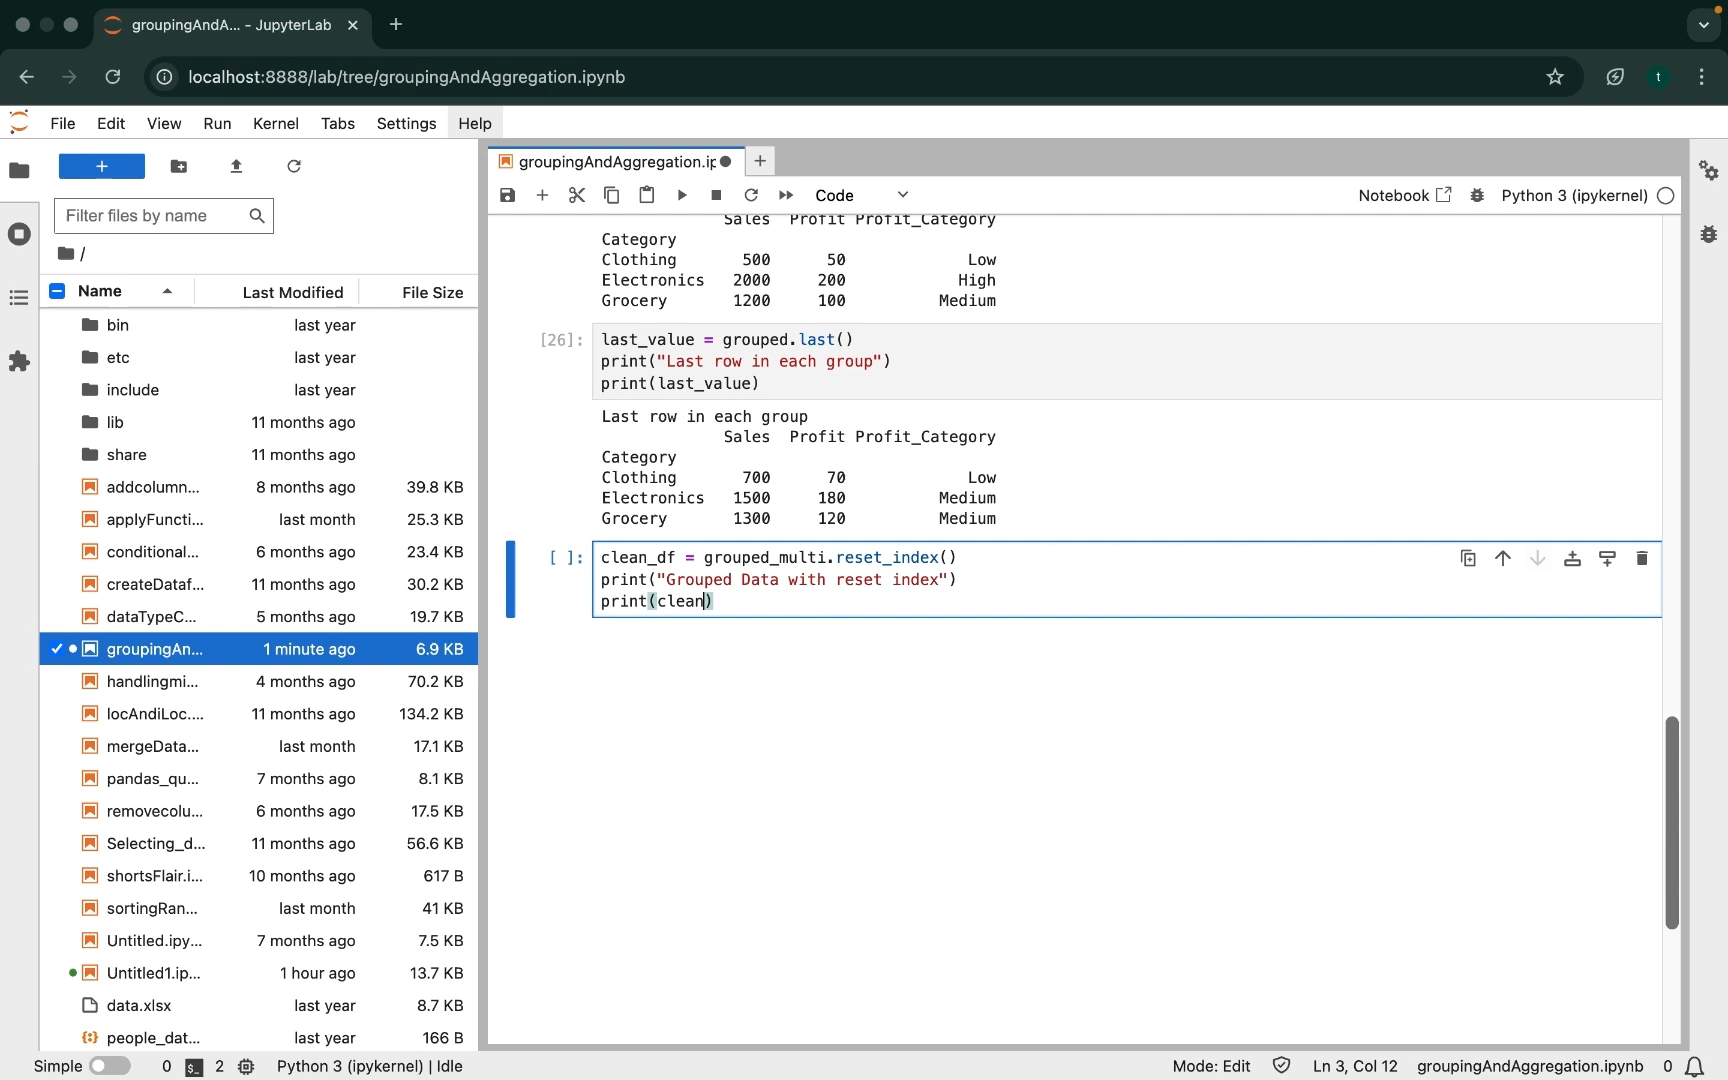 groupingAndA... - JupyterLab
localhost:8888/lab/tree/groupingAndAggregation.ipynb
t
File Edit View Run Kernel Tabs Settings Help
groupingAndAggregation.ip
Code
Notebook
Python 3 (ipykernel)
Filter files by name
/
Name Last Modified File Size
bin last year
etc last year
include last year
lib 11 months ago
share 11 months ago
addcolumn... 8 months ago 39.8 KB
applyFuncti... last month 25.3 KB
conditional... 6 months ago 23.4 KB
createDataf... 11 months ago 30.2 KB
dataTypeC... 5 months ago 19.7 KB
groupingAn... 1 minute ago 6.9 KB
handlingmi... 4 months ago 70.2 KB
locAndiLoc.... 11 months ago 134.2 KB
mergeData... last month 17.1 KB
pandas_qu... 7 months ago 8.1 KB
removecolu... 6 months ago 17.5 KB
Selecting_d... 11 months ago 56.6 KB
shortsFlair.i... 10 months ago 617 B
sortingRan... last month 41 KB
Untitled.ipy... 7 months ago 7.5 KB
Untitled1.ip... 1 hour ago 13.7 KB
data.xlsx last year 8.7 KB
people_dat... last year 166 B
Sales Profit Profit_Category
Category
Clothing 500 50 Low
Electronics 2000 200 High
Grocery 1200 100 Medium
[26]: last_value = grouped.last()
print("Last row in each group")
print(last_value)
Last row in each group
Sales Profit Profit_Category
Category
Clothing 700 70 Low
Electronics 1500 180 Medium
Grocery 1300 120 Medium
[ ]: clean_df = grouped_multi.reset_index()
print("Grouped Data with reset index")
print(clean)
Simple 0 $_ 2 Python 3 (ipykernel) | Idle
Mode: Edit Ln 3, Col 12 groupingAndAggregation.ipynb 0